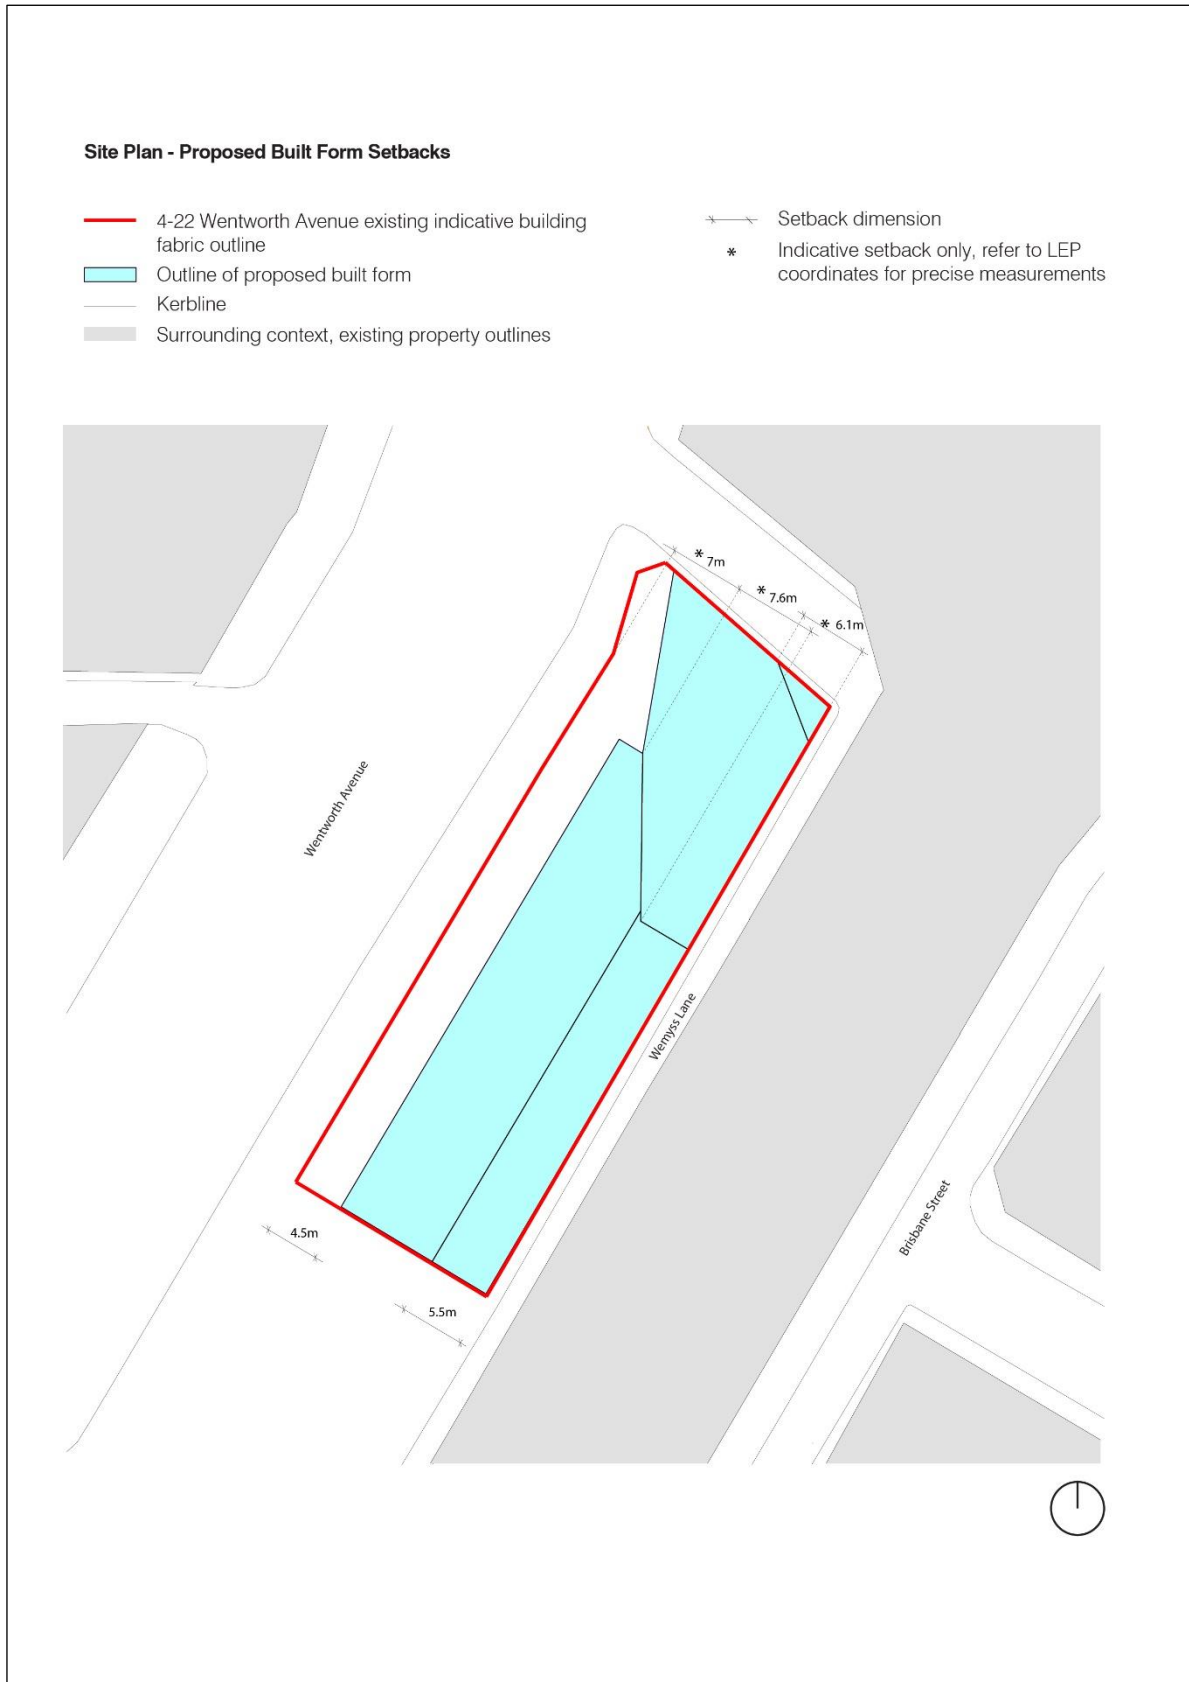 Site Plan - Proposed Built Form Setbacks
4-22 Wentworth Avenue existing indicative building
fabric outline
Outline of proposed built form
Kerbline
Surrounding context, existing property outlines
Setback dimension
* Indicative setback only, refer to LEP
coordinates for precise measurements
* 7m
* 7.6m
* 6.1m
Wentworth Avenue
Wemyss Lane
Brisbane Street
4.5m
5.5m